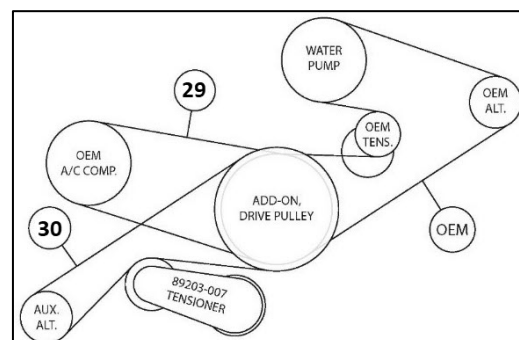 WATER
PUMP
29
OEM
ALT.
OEM
TENS.
OEM
A/C COMP.
ADD-ON,
DRIVE PULLEY
30
OEM
89203-007
TENSIONER
AUX.
ALT.